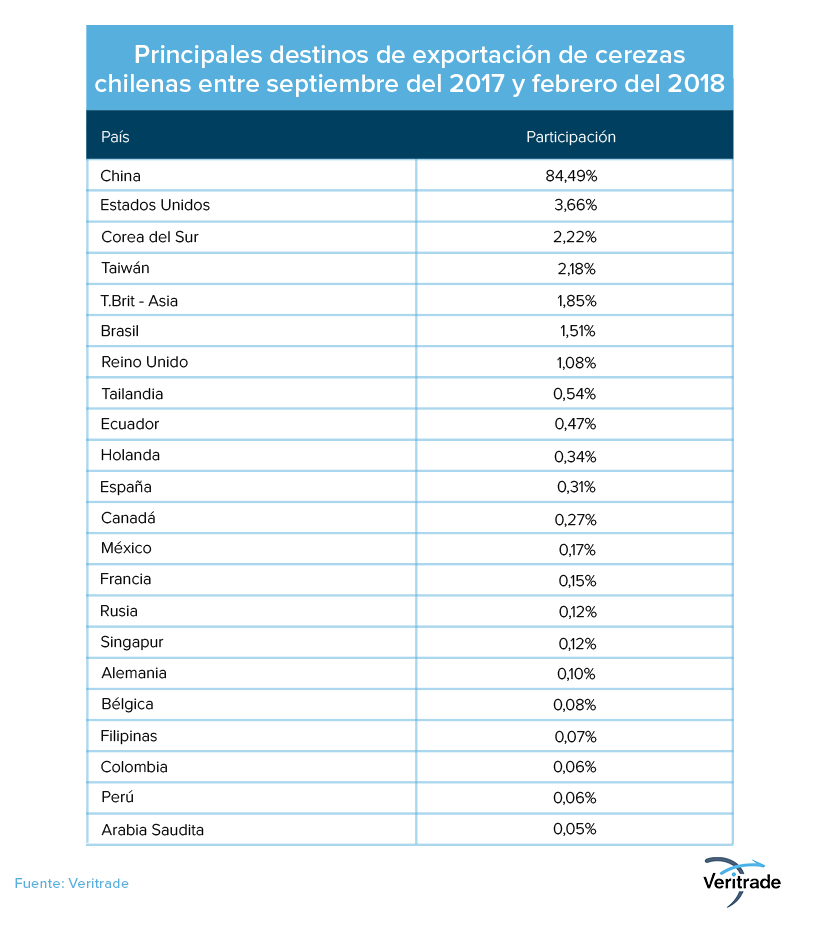 Principales destinos de exportación de cerezas
chilenas entre septiembre del 2017 y febrero del 2018
País Participación
China 84,49%
Estados Unidos 3,66%
Corea del Sur 2,22%
Taiwán 2,18%
T.Brit - Asia 1,85%
Brasil 1,51%
Reino Unido 1,08%
Tailandia 0,54%
Ecuador 0,47%
Holanda 0,34%
España 0,31%
Canadá 0,27%
México 0,17%
Francia 0,15%
Rusia 0,12%
Singapur 0,12%
Alemania 0,10%
Bélgica 0,08%
Filipinas 0,07%
Colombia 0,06%
Perú 0,06%
Arabia Saudita 0,05%
Fuente: Veritrade
Veritrade